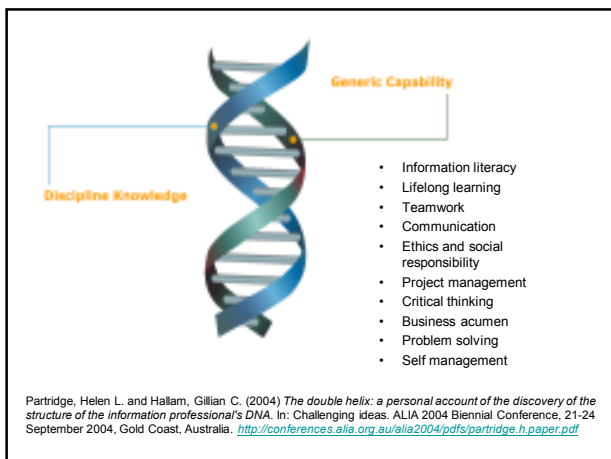 Generic Capability
Discipline Knowledge
• Information literacy
• Lifelong learning
• Teamwork
• Communication
• Ethics and social
responsibility
• Project management
• Critical thinking
• Business acumen
• Problem solving
• Self management
Partridge, Helen L. and Hallam, Gillian C. (2004) The double helix: a personal account of the discovery of the
structure of the information professional's DNA. In: Challenging ideas. ALIA 2004 Biennial Conference, 21-24
September 2004, Gold Coast, Australia. http://conferences.alia.org.au/alia2004/pdfs/partridge.h.paper.pdf